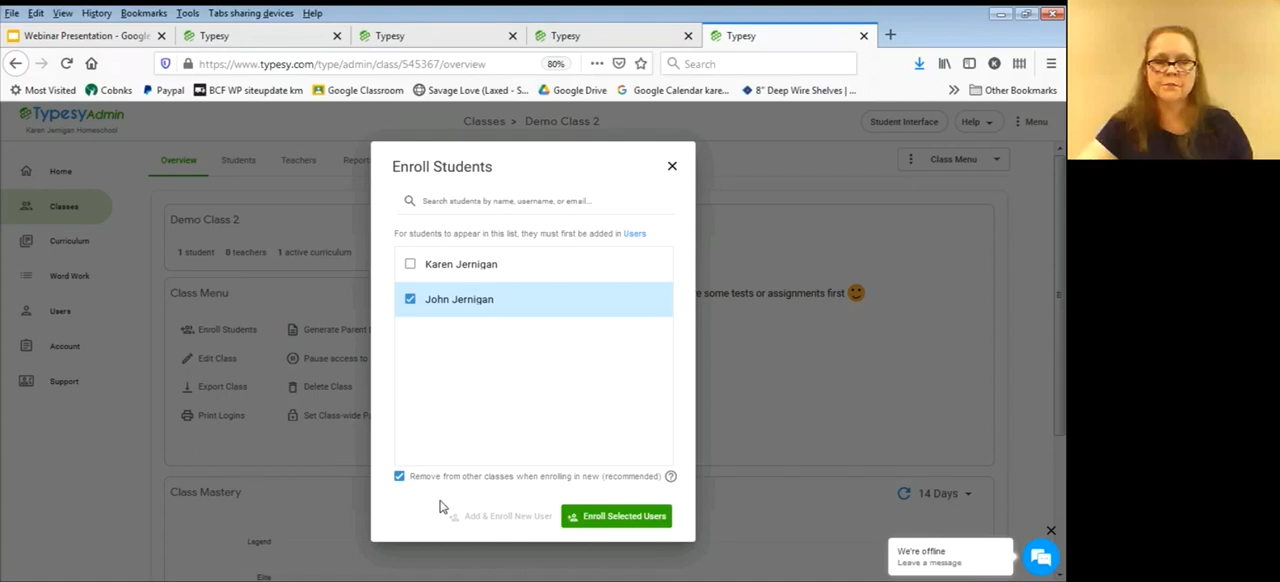 File Edit View History Bookmarks Tools Tabs sharing devices Help
Webinar Presentation - Google
Typesy
Typesy
Typesy
Typesy
https://www.typesy.com/type/admin/class/545367/overview
80%
Search
Most Visited
Cobnks
Paypal
BCF WP siteupdate km
Google Classroom
Savage Love (Laxed - S...
Google Drive
Google Calendar kare...
8" Deep Wire Shelves | ...
Other Bookmarks
TypesyAdmin
Karen Jernigan Homeschool
Classes > Demo Class 2
Student Interface
Help
Menu
Home
Classes
Curriculum
Word Work
Users
Account
Support
Overview
Students
Teachers
Class Menu
Demo Class 2
1 student 0 teachers 1 active curriculum
Class Menu
Enroll Students
Generate Parent
Edit Class
Pause access to
Export Class
Delete Class
Print Logins
Set Class-wide
some tests or assignments first
Class Mastery
14 Days
Legend
Elite
Enroll Students
Search students by name, username, or email...
For students to appear in this list, they must first be added in Users
Karen Jernigan
John Jernigan
Remove from other classes when enrolling in new (recommended)
Add & Enroll New User
Enroll Selected Users
We're offline
Leave a message